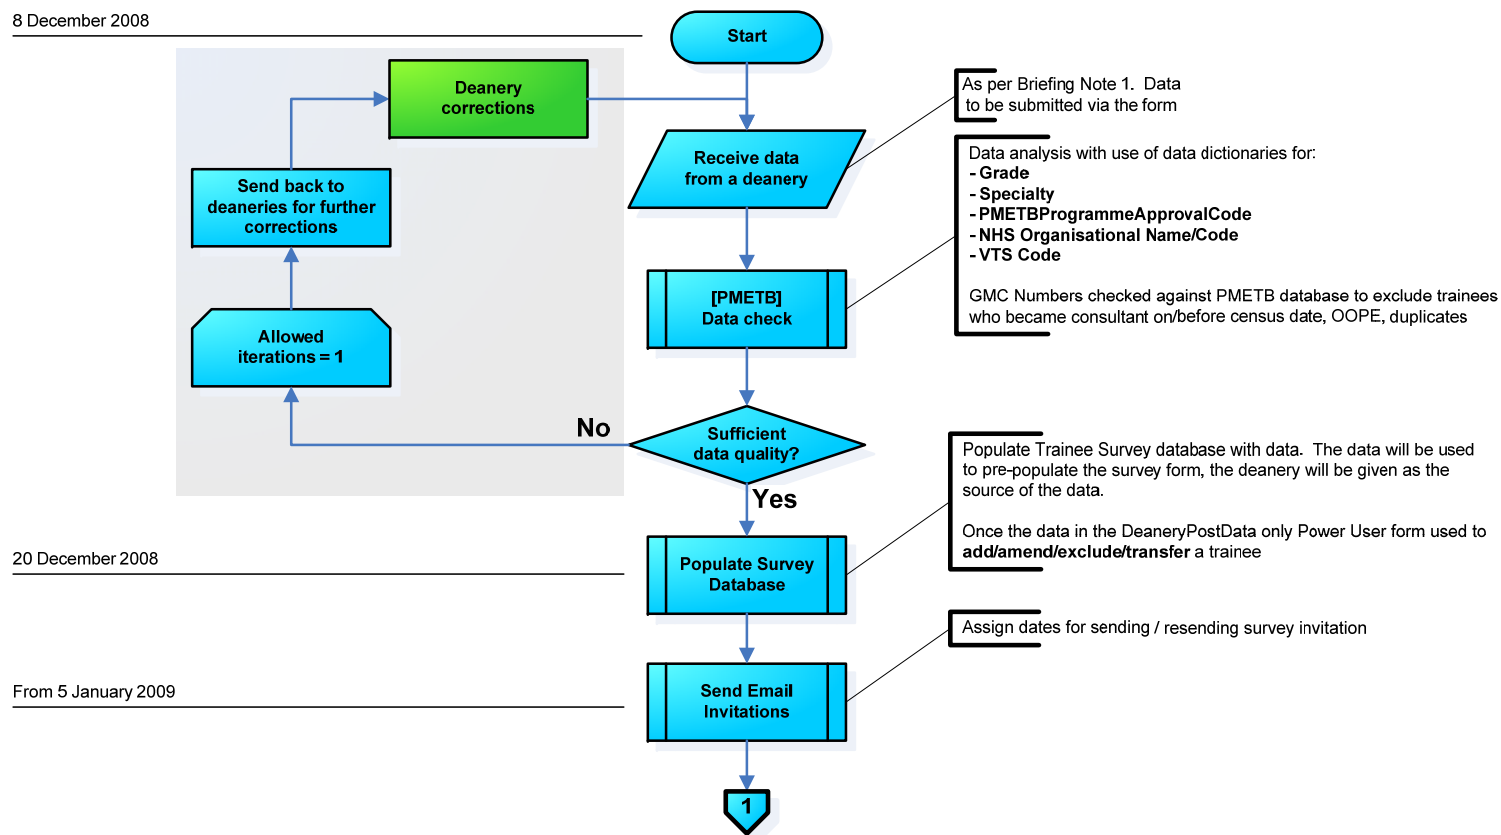 8 December 2008
Start
Deanery
corrections
As per Briefing Note 1.  Data
to be submitted via the form
Receive data
from a deanery
Data analysis with use of data dictionaries for:
- Grade
- Specialty
- PMETBProgrammeApprovalCode
- NHS Organisational Name/Code
- VTS Code
GMC Numbers checked against PMETB database to exclude trainees
who became consultant on/before census date, OOPE, duplicates
Send back to
deaneries for further
corrections
[PMETB]
Data check
Allowed
iterations = 1
No
Sufficient
data quality?
Yes
Populate Trainee Survey database with data.  The data will be used
to pre-populate the survey form, the deanery will be given as the
source of the data.
Once the data in the DeaneryPostData only Power User form used to
add/amend/exclude/transfer a trainee
20 December 2008
Populate Survey
Database
Assign dates for sending / resending survey invitation
From 5 January 2009
Send Email
Invitations
1